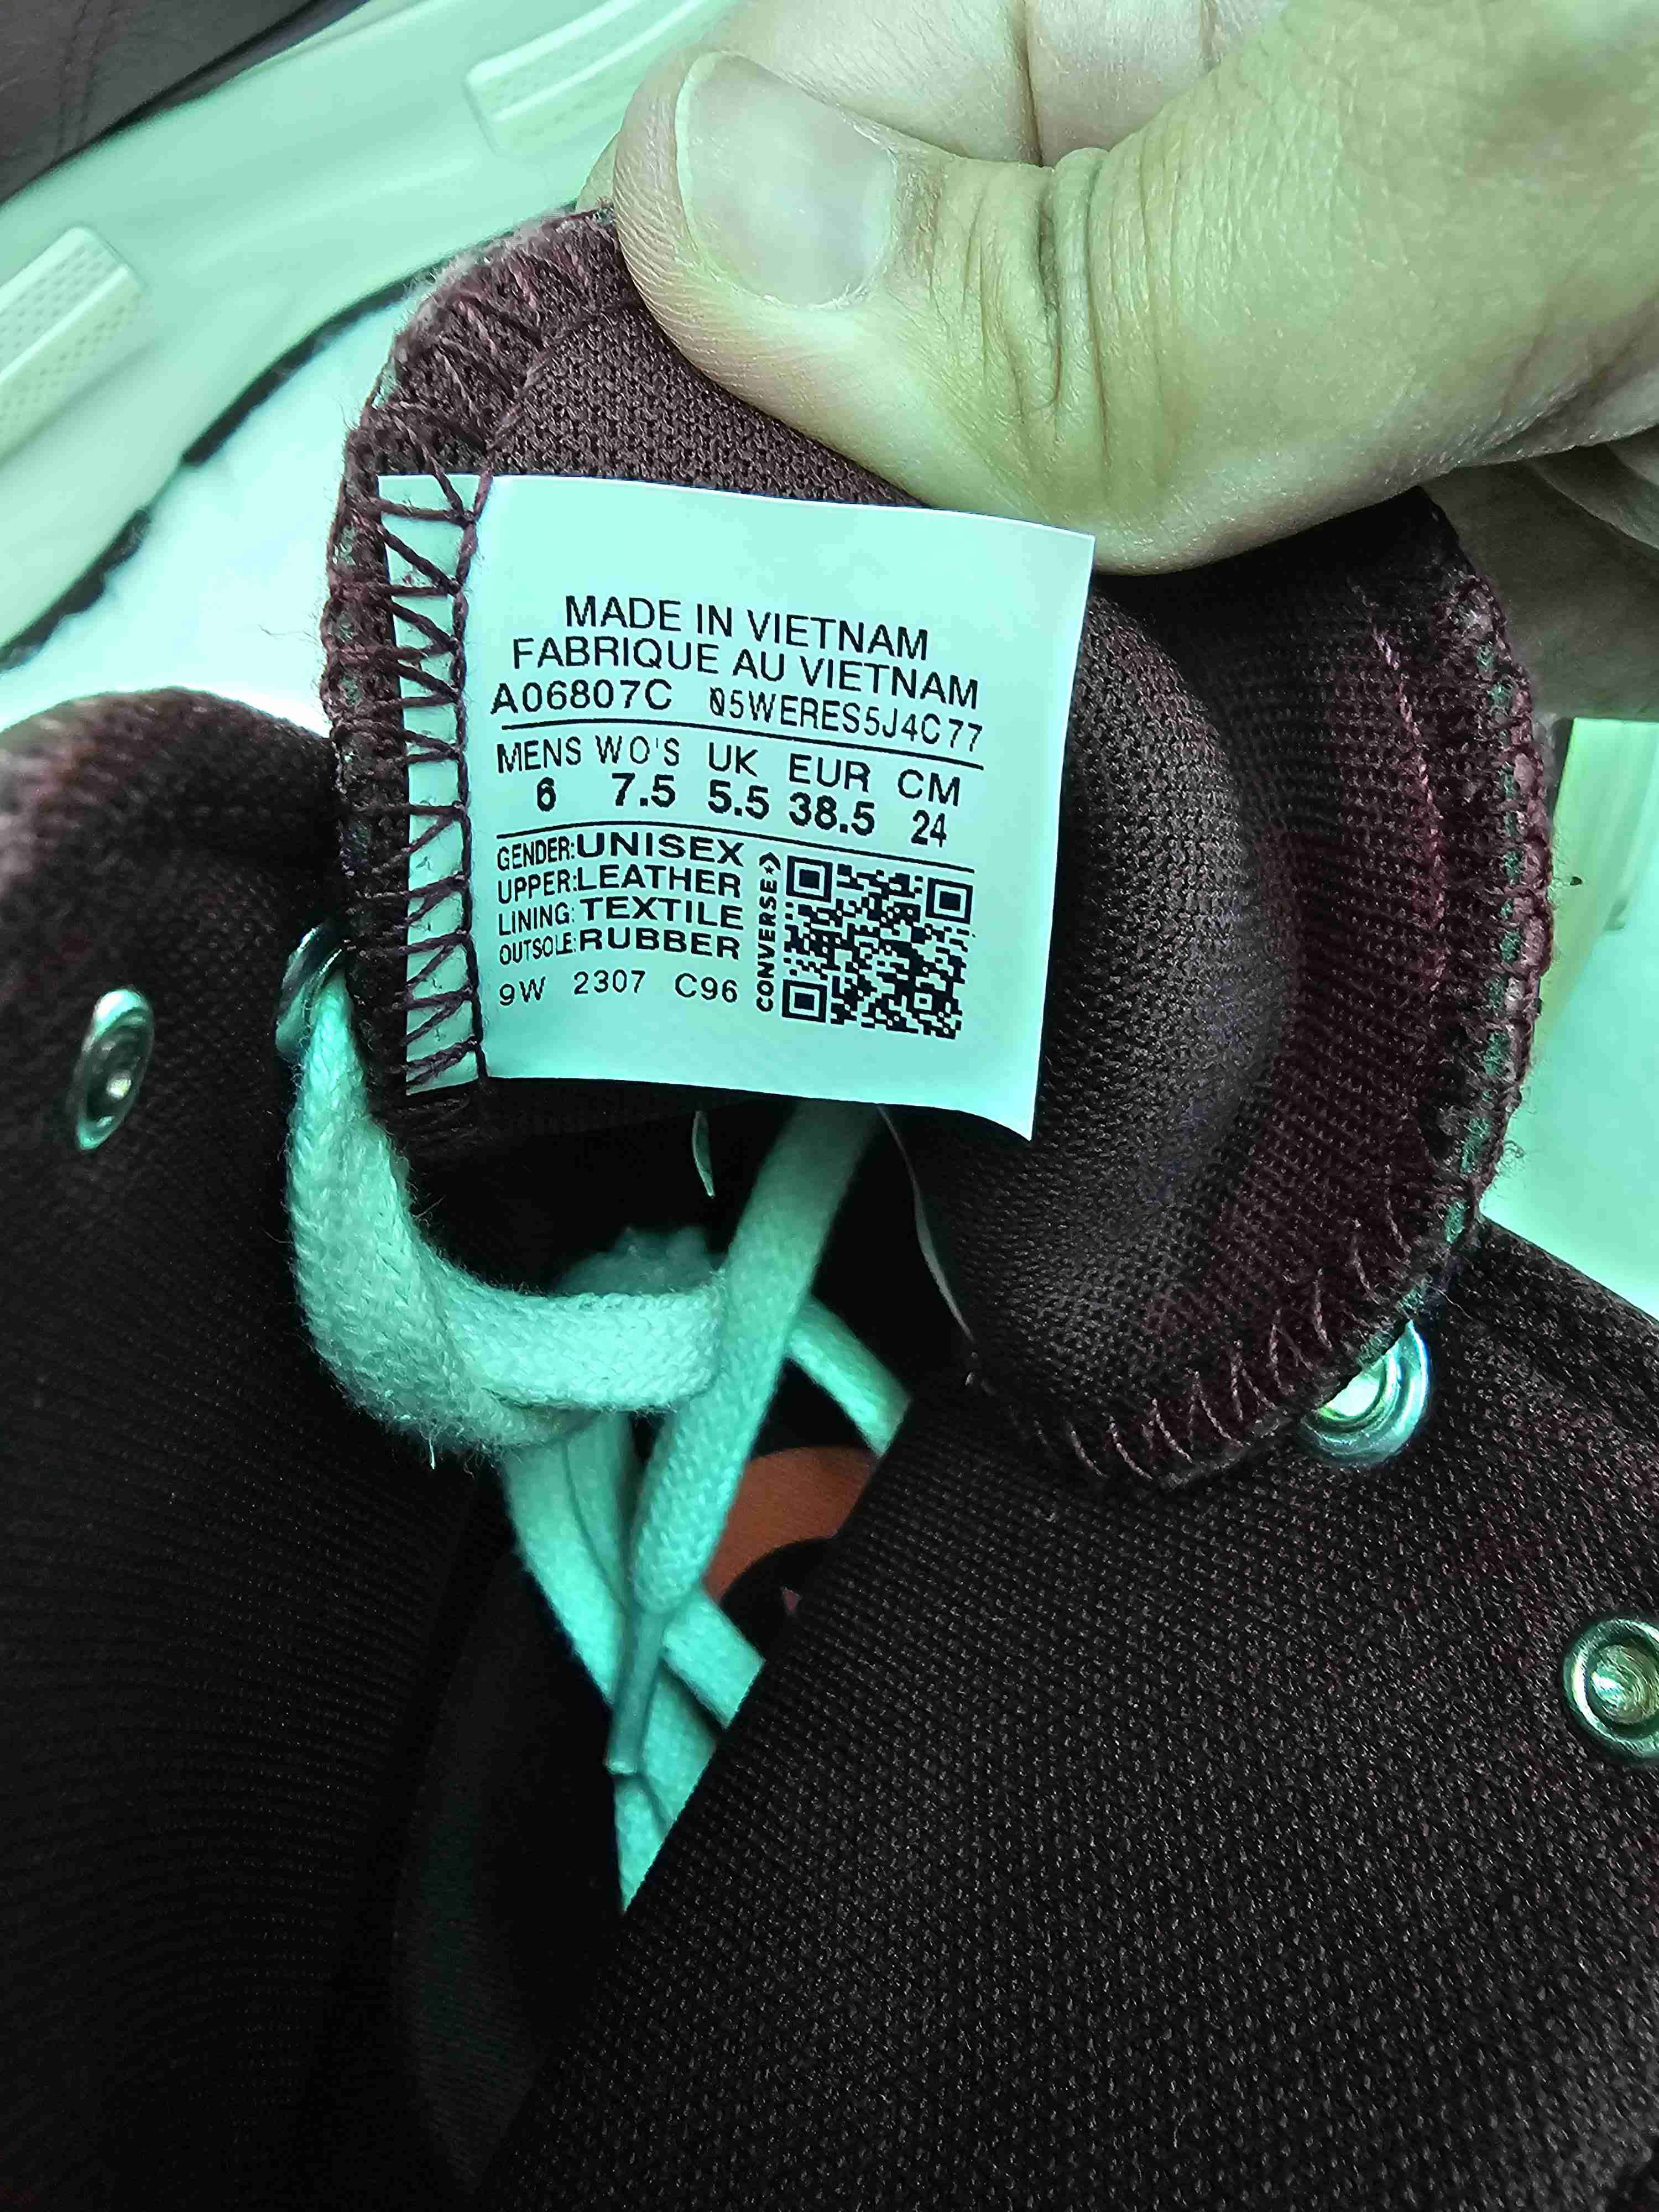 MADE IN VIETNAM
FABRIQUE AU VIETNAM
A06807C 05WERES5J4C77
MENS WO'S UK EUR CM
6 7.5 5.5 38.5 24
GENDER:UNISEX
UPPER:LEATHER
LINING:TEXTILE
OUTSOLE:RUBBER
9W 2307 C96
CONVERSE